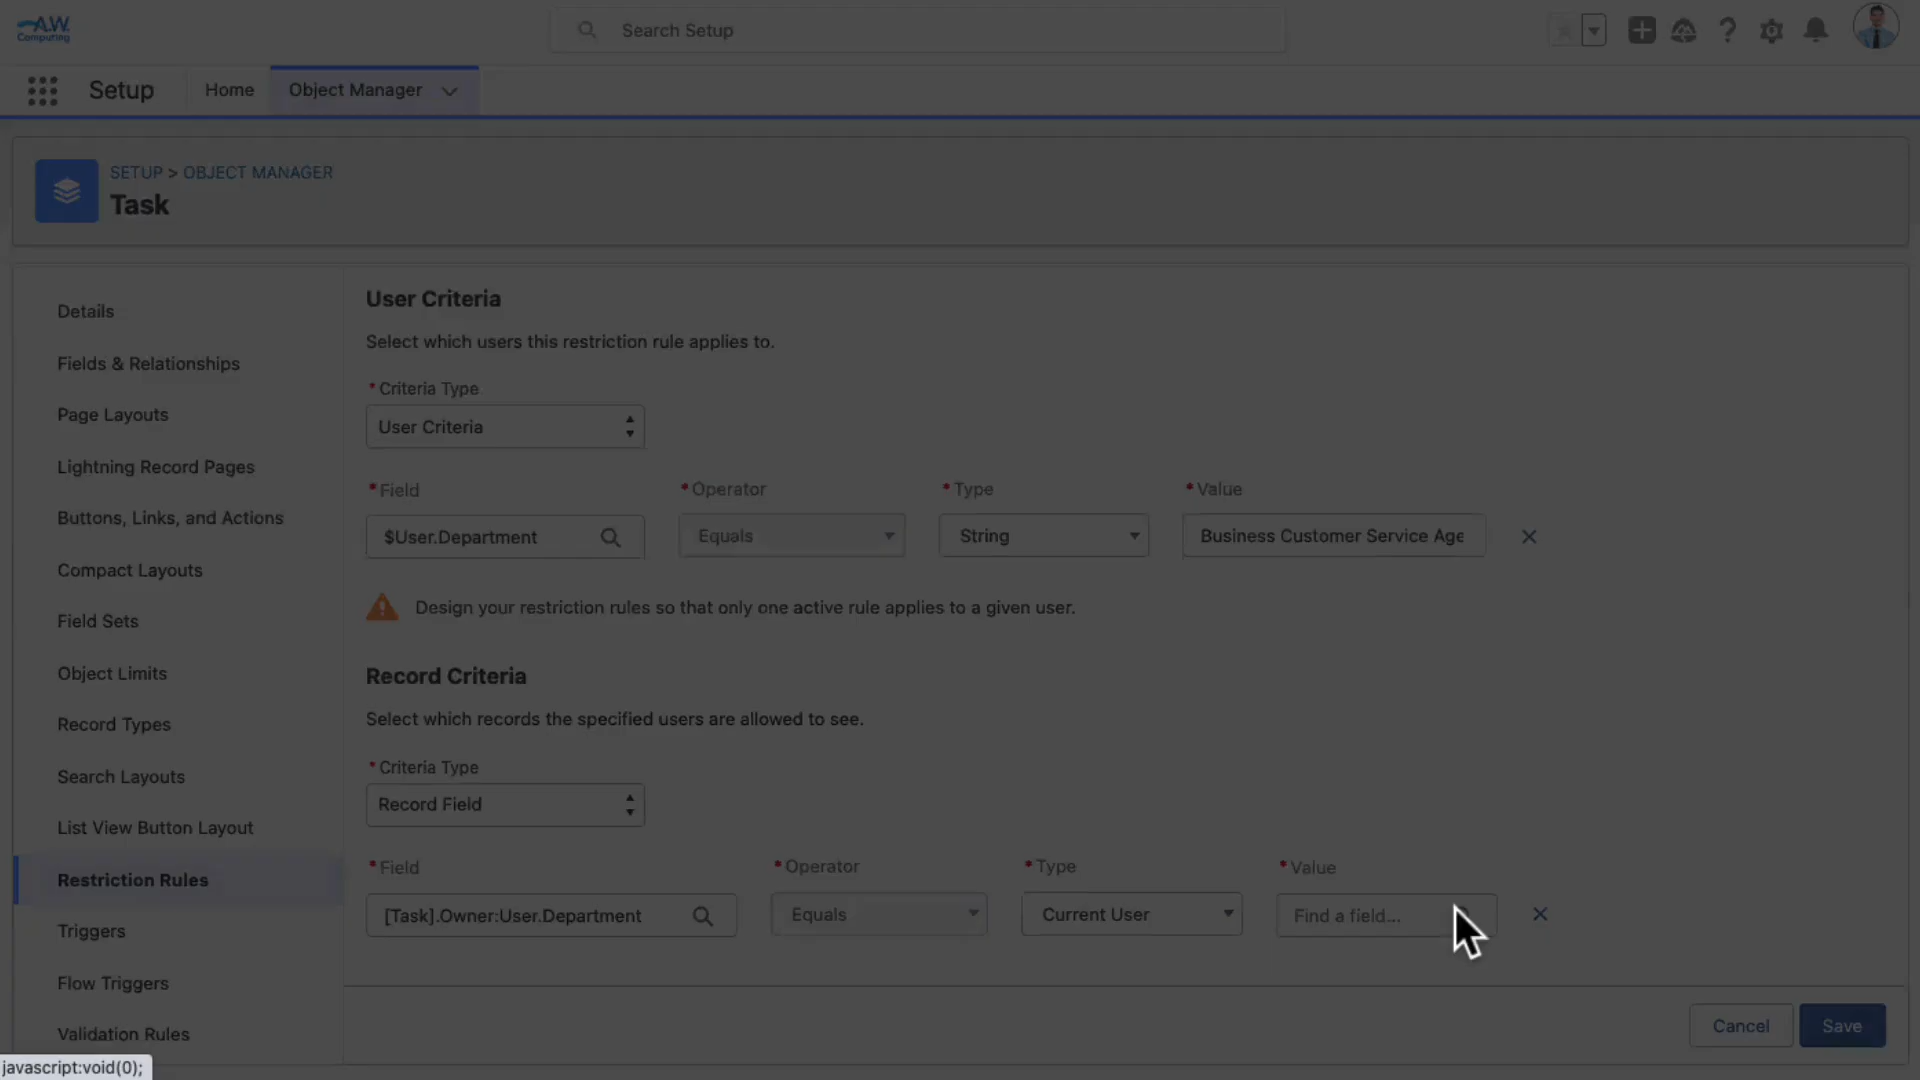 A.W.
Computing
Search Setup
Setup
Home
Object Manager
SETUP > OBJECT MANAGER
Task
Details
Fields & Relationships
Page Layouts
Lightning Record Pages
Buttons, Links, and Actions
Compact Layouts
Field Sets
Object Limits
Record Types
Search Layouts
List View Button Layout
Restriction Rules
Triggers
Flow Triggers
Validation Rules
User Criteria
Select which users this restriction rule applies to.
* Criteria Type
User Criteria
* Field * Operator * Type * Value
$User.Department Equals String Business Customer Service Age
Design your restriction rules so that only one active rule applies to a given user.
Record Criteria
Select which records the specified users are allowed to see.
* Criteria Type
Record Field
* Field * Operator * Type * Value
[Task].Owner:User.Department Equals Current User Find a field...
Cancel Save
javascript:void(0);